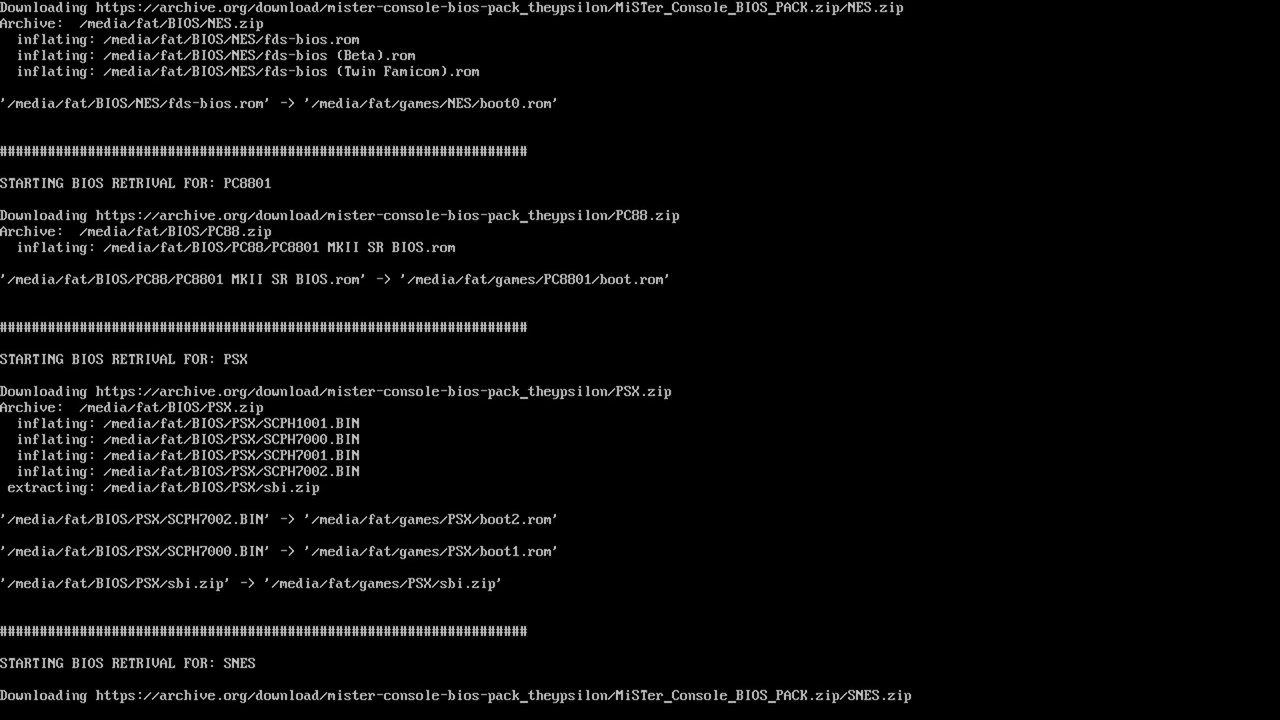 Downloading https://archive.org/download/mister-console-bios-pack_theypsilon/MiSTer_Console_BIOS_PACK.zip/NES.zip
Archive:  /media/fat/BIOS/NES.zip
  inflating: /media/fat/BIOS/NES/fds-bios.rom
  inflating: /media/fat/BIOS/NES/fds-bios (Beta).rom
  inflating: /media/fat/BIOS/NES/fds-bios (Twin Famicom).rom
'/media/fat/BIOS/NES/fds-bios.rom' -> '/media/fat/games/NES/boot0.rom'
##################################################################
STARTING BIOS RETRIVAL FOR: PC8801
Downloading https://archive.org/download/mister-console-bios-pack_theypsilon/PC88.zip
Archive:  /media/fat/BIOS/PC88.zip
  inflating: /media/fat/BIOS/PC88/PC8801 MKII SR BIOS.rom
'/media/fat/BIOS/PC88/PC8801 MKII SR BIOS.rom' -> '/media/fat/games/PC8801/boot.rom'
##################################################################
STARTING BIOS RETRIVAL FOR: PSX
Downloading https://archive.org/download/mister-console-bios-pack_theypsilon/PSX.zip
Archive:  /media/fat/BIOS/PSX.zip
  inflating: /media/fat/BIOS/PSX/SCPH1001.BIN
  inflating: /media/fat/BIOS/PSX/SCPH7000.BIN
  inflating: /media/fat/BIOS/PSX/SCPH7001.BIN
  inflating: /media/fat/BIOS/PSX/SCPH7002.BIN
 extracting: /media/fat/BIOS/PSX/sbi.zip
'/media/fat/BIOS/PSX/SCPH7002.BIN' -> '/media/fat/games/PSX/boot2.rom'
'/media/fat/BIOS/PSX/SCPH7000.BIN' -> '/media/fat/games/PSX/boot1.rom'
'/media/fat/BIOS/PSX/sbi.zip' -> '/media/fat/games/PSX/sbi.zip'
##################################################################
STARTING BIOS RETRIVAL FOR: SNES
Downloading https://archive.org/download/mister-console-bios-pack_theypsilon/MiSTer_Console_BIOS_PACK.zip/SNES.zip